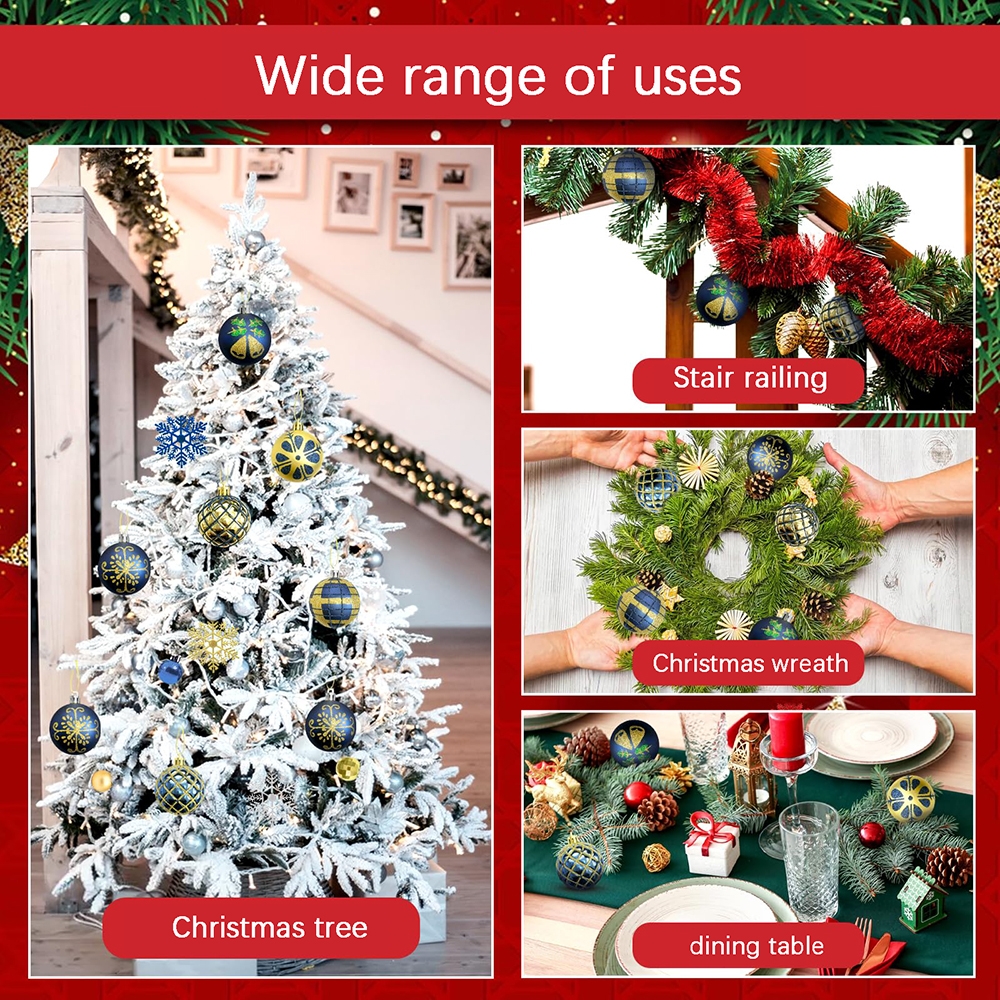 Wide range of uses
Stair railing
Christmas wreath
Christmas tree
dining table